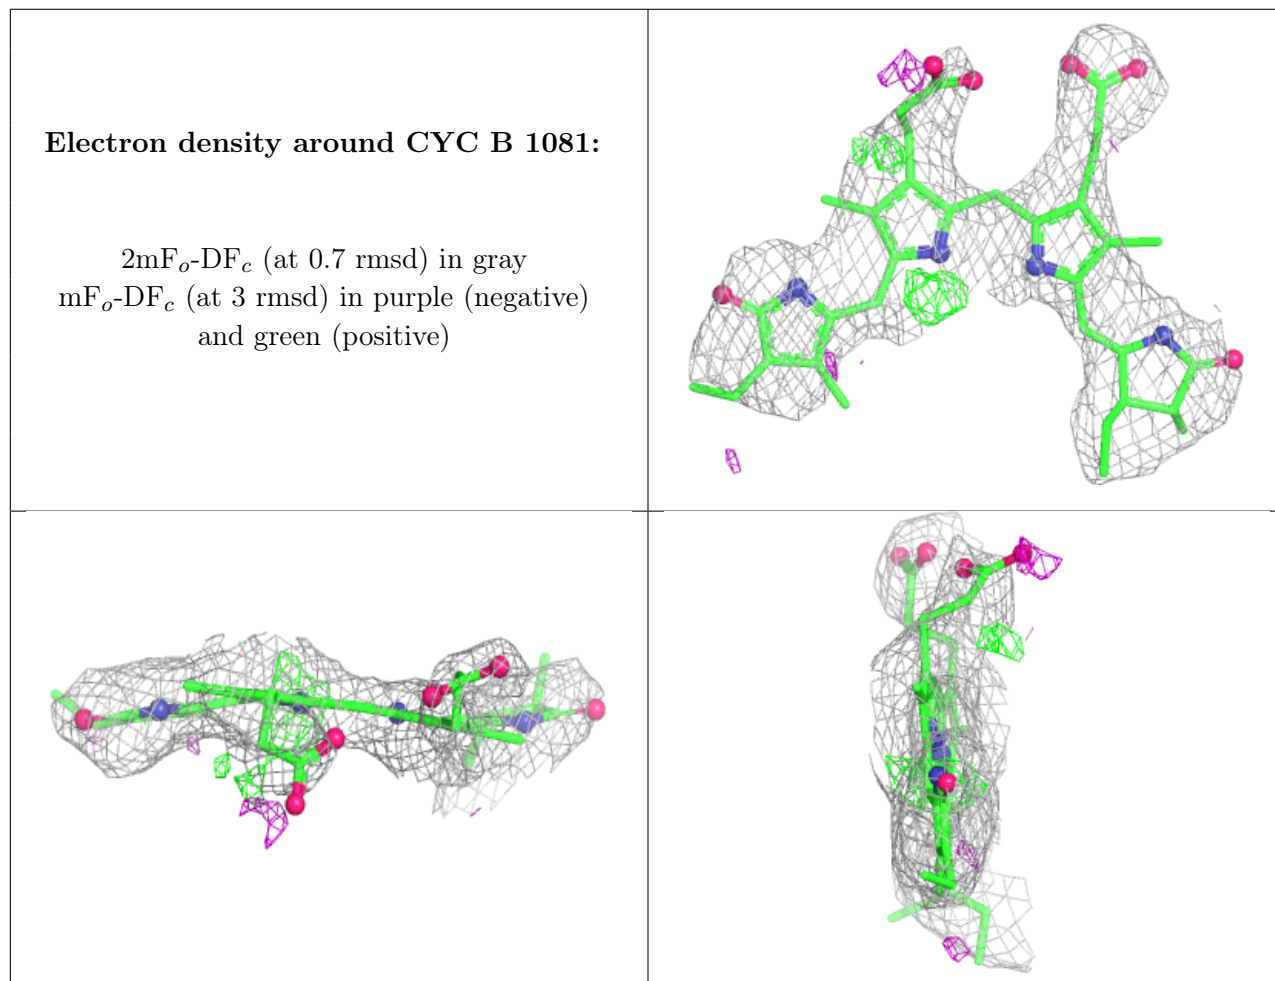 Electron density around CYC B 1081:
2mFo-DFc (at 0.7 rmsd) in gray
mFo-DFc (at 3 rmsd) in purple (negative)
and green (positive)